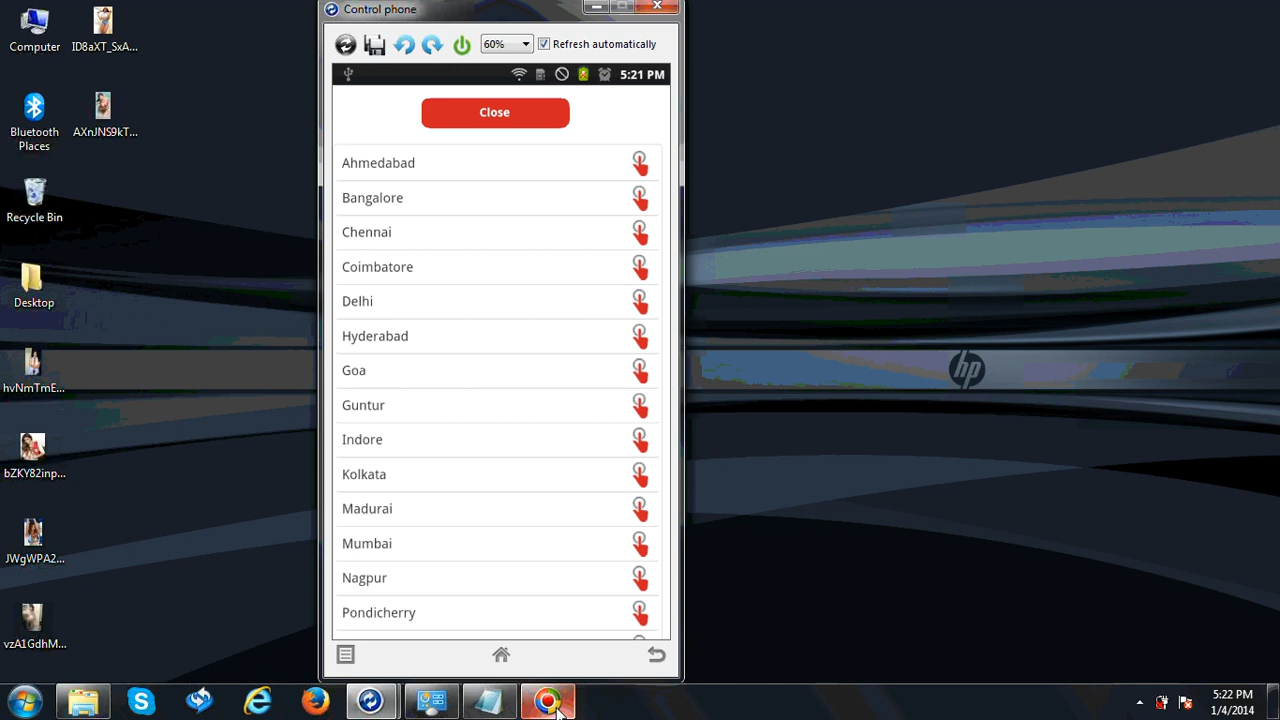 Control phone
60%
Refresh automatically
5:21 PM
Close
Ahmedabad
Bangalore
Chennai
Coimbatore
Delhi
Hyderabad
Goa
Guntur
Indore
Kolkata
Madurai
Mumbai
Nagpur
Pondicherry
Computer
ID8aXT_SxA...
Bluetooth
Places
AXnJNS9kT...
Recycle Bin
Desktop
hvNmTmE...
bZKY82inp...
JWgWPA2...
vzA1GdhM...
hp
5:22 PM
1/4/2014